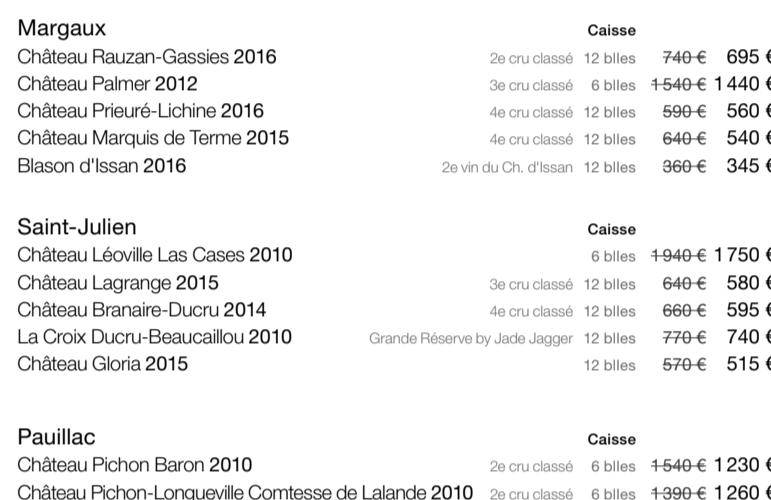 Margaux Caisse
Château Rauzan-Gassies 2016 2e cru classé 12 blles 740 € 695 €
Château Palmer 2012 3e cru classé 6 blles 1 540 € 1 440 €
Château Prieuré-Lichine 2016 4e cru classé 12 blles 590 € 560 €
Château Marquis de Terme 2015 4e cru classé 12 blles 640 € 540 €
Blason d'Issan 2016 2e vin du Ch. d'Issan 12 blles 360 € 345 €
Saint-Julien Caisse
Château Léoville Las Cases 2010 6 blles 1 940 € 1 750 €
Château Lagrange 2015 3e cru classé 12 blles 640 € 580 €
Château Branaire-Ducru 2014 4e cru classé 12 blles 660 € 595 €
La Croix Ducru-Beaucaillou 2010 Grande Réserve by Jade Jagger 12 blles 770 € 740 €
Château Gloria 2015 12 blles 570 € 515 €
Pauillac Caisse
Château Pichon Baron 2010 2e cru classé 6 blles 1 540 € 1 230 €
Château Pichon-Longueville Comtesse de Lalande 2010 2e cru classé 6 blles 1 390 € 1 260 €